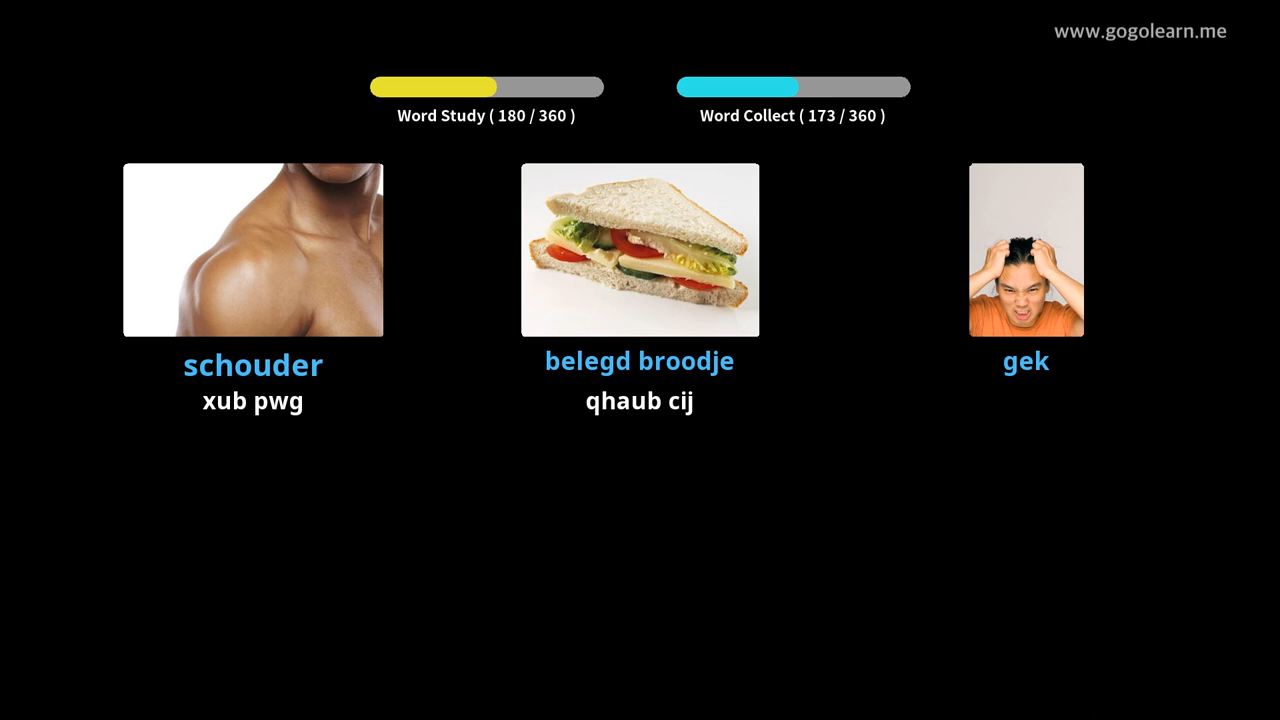 www.gogolearn.me
Word Study ( 180 / 360 )
Word Collect ( 173 / 360 )
schouder
xub pwg
belegd broodje
qhaub cij
gek